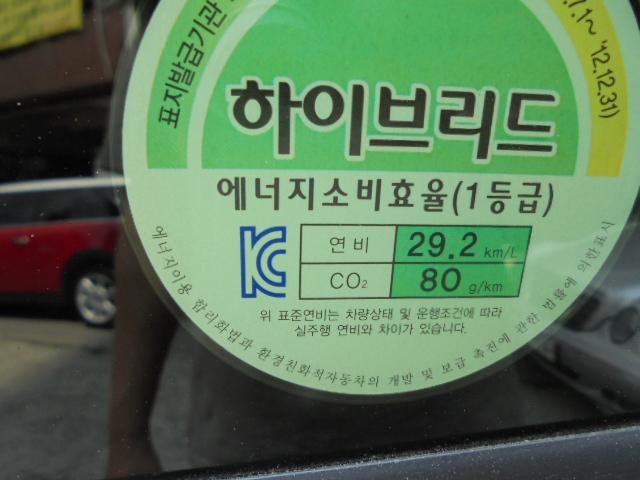 표지발급기관
.1~ '12.12.31)
하이브리드
에너지소비효율(1등급)
연비 29.2 km/L
CO₂ 80 g/km
위 표준연비는 차량상태 및 운행조건에 따라
실주행 연비와 차이가 있습니다.
에너지이용 합리화법과 환경친화적자동차의 개발 및 보급 촉진에 관한 법률에 의한표시